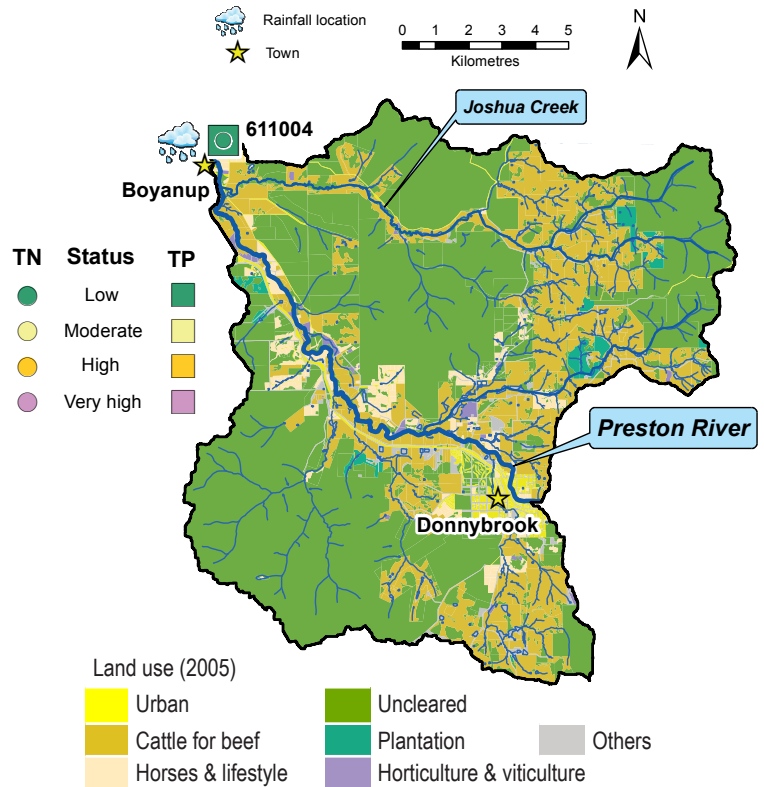 Rainfall location
Town
0 1 2 3 4 5
Kilometres
N
Joshua Creek
611004
Boyanup
TN Status TP
Low
Moderate
High
Very high
Preston River
Donnybrook
Land use (2005)
Urban
Uncleared
Cattle for beef
Plantation
Others
Horses & lifestyle
Horticulture & viticulture